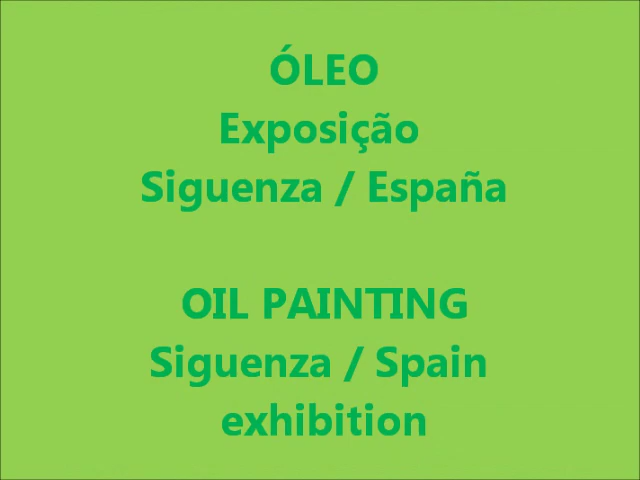 ÓLEO
Exposição
Siguenza / España
OIL PAINTING
Siguenza / Spain
exhibition